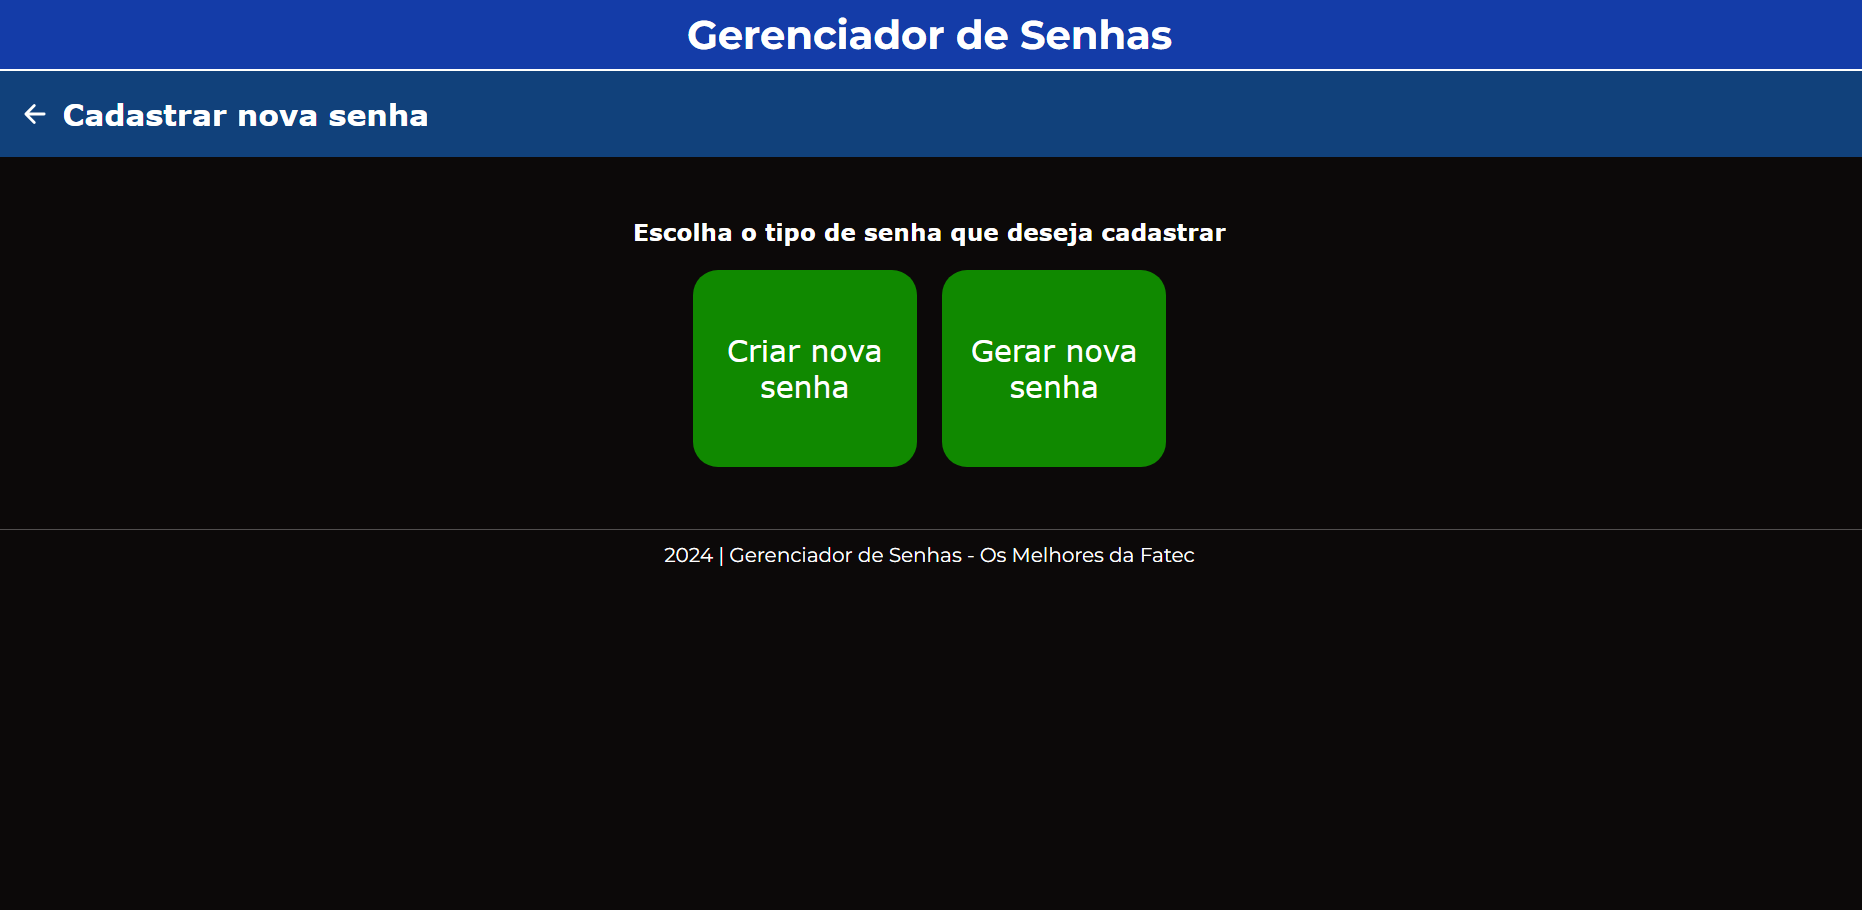 Gerenciador de Senhas
Cadastrar nova senha
Escolha o tipo de senha que deseja cadastrar
Criar nova
senha
Gerar nova
senha
2024 | Gerenciador de Senhas - Os Melhores da Fatec